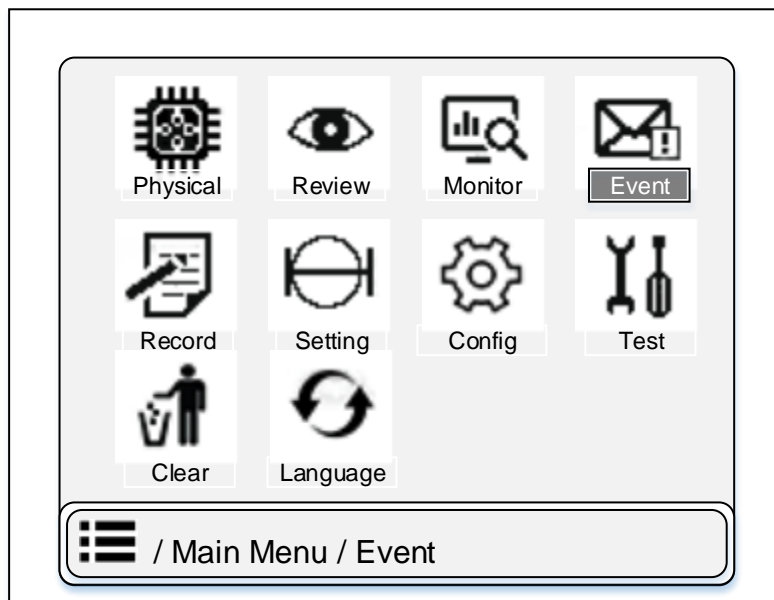 Physical Review Monitor Event
Record Setting Config Test
Clear Language
/ Main Menu / Event